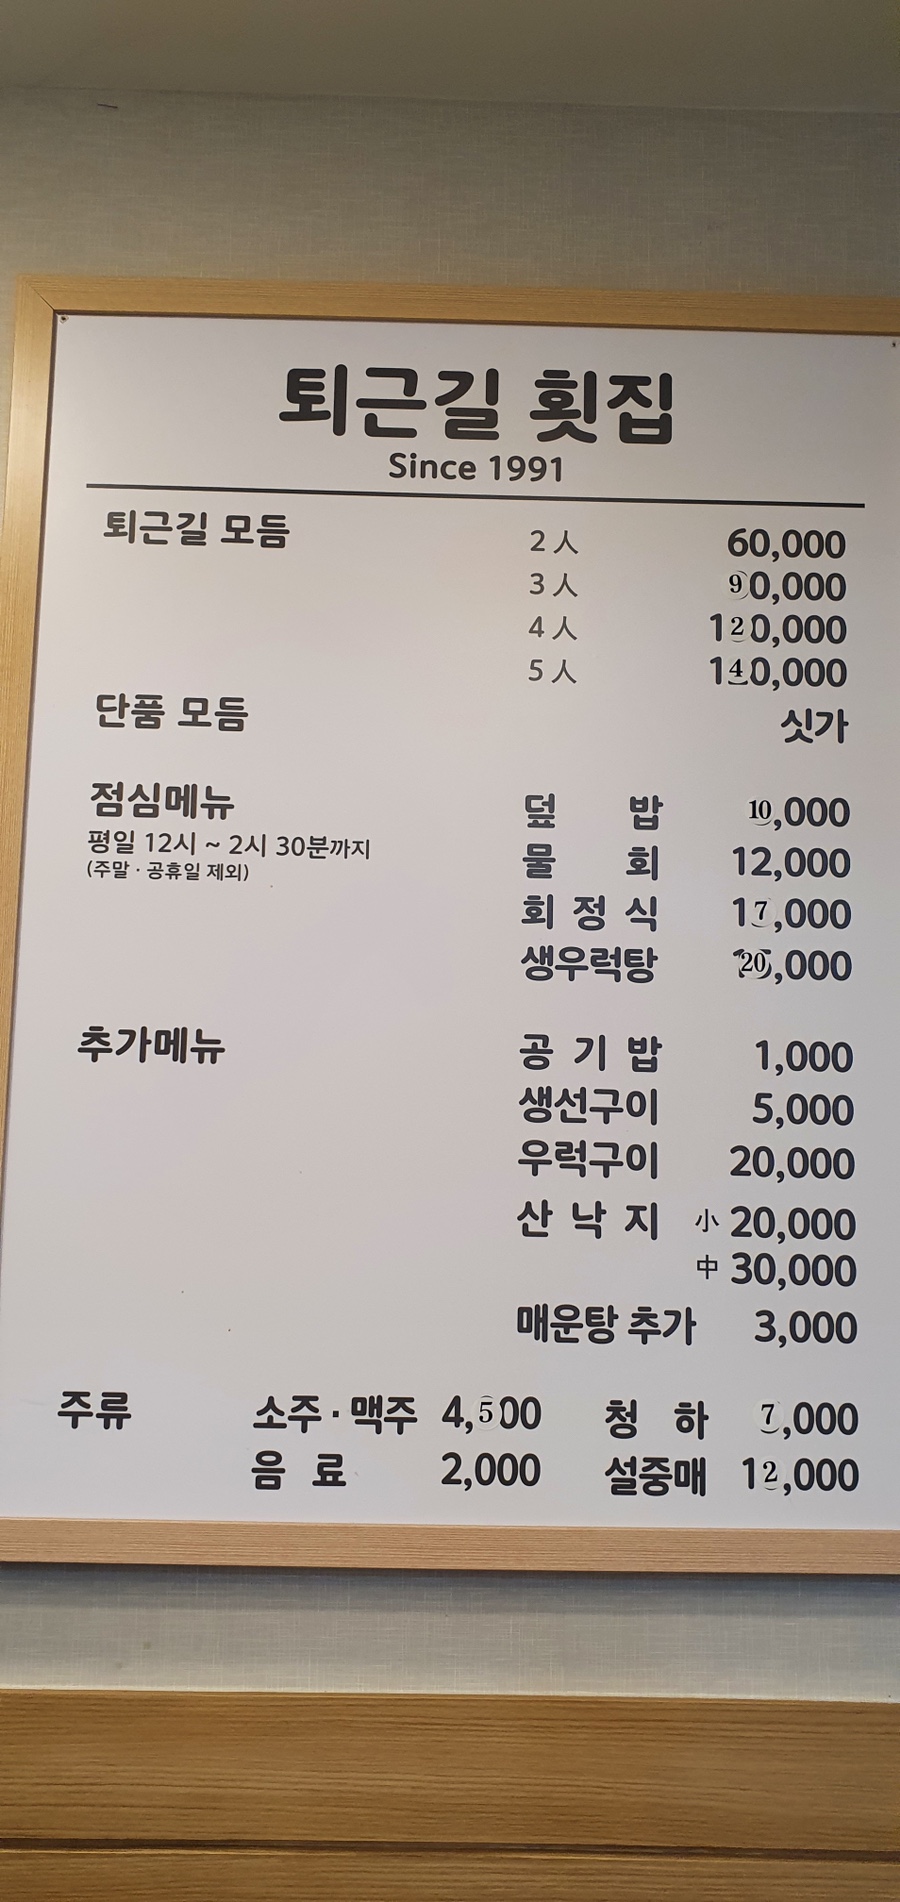 퇴근길 횟집
Since 1991
퇴근길 모듬 2人 60,000
3人 90,000
4人 120,000
5人 140,000
단품 모듬 싯가
점심메뉴 덮 밥 10,000
평일 12시 ~ 2시 30분까지
(주말 · 공휴일 제외)
물 회 12,000
회 정 식 17,000
생우럭탕 20,000
추가메뉴 공 기 밥 1,000
생선구이 5,000
우럭구이 20,000
산 낙 지 小 20,000
中 30,000
매운탕 추가 3,000
주류 소주 · 맥주 4,500 청 하 7,000
음 료 2,000 설중매 12,000